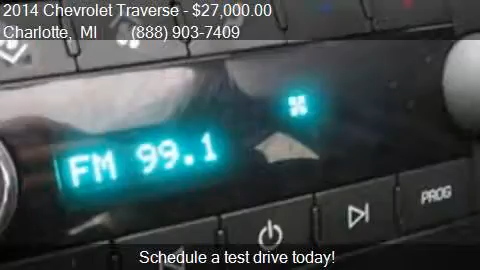 2014 Chevrolet Traverse - $27,000.00
Charlotte, MI (888) 903-7409
FM 99.1
PROG
Schedule a test drive today!